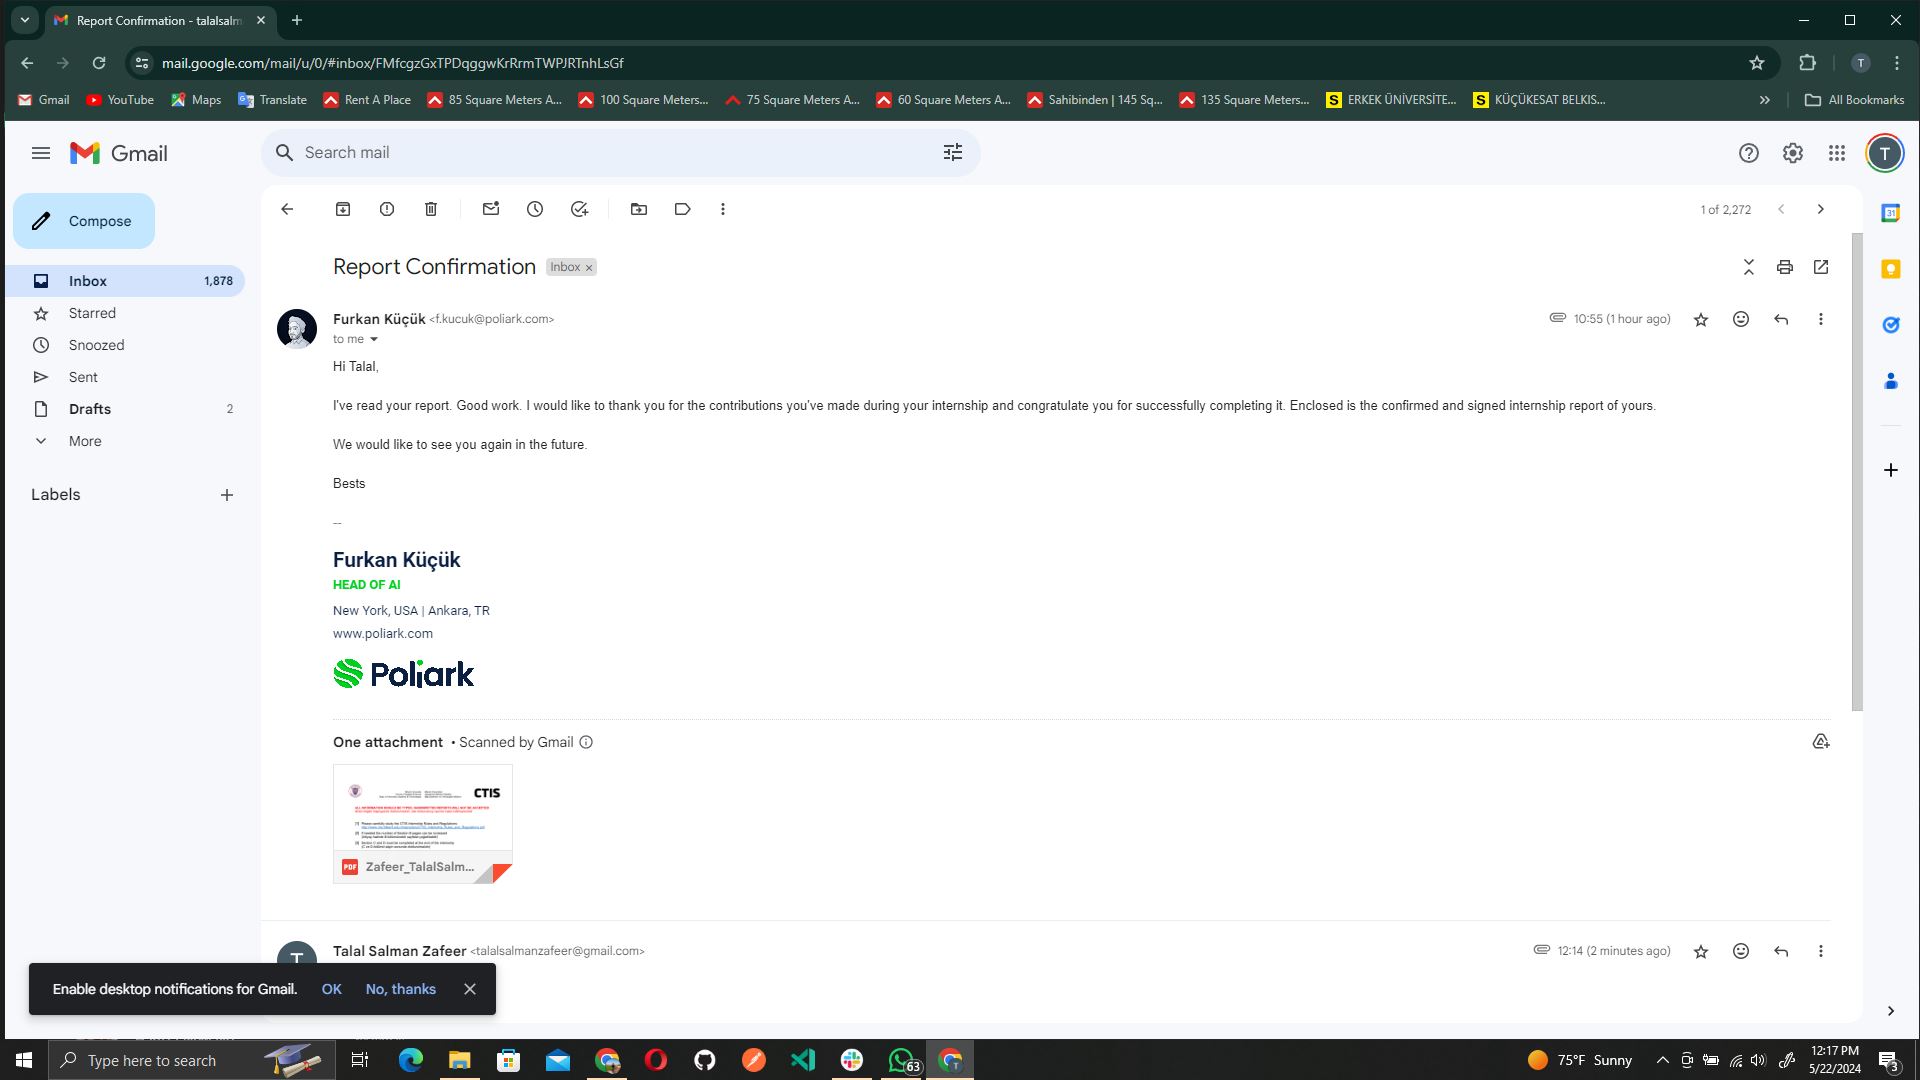 Report Confirmation - talalsalm
mail.google.com/mail/u/0/#inbox/FMfcgzGxTPDqggwKrRrmTWPJRTnhLsGf
T
Gmail YouTube Maps Translate Rent A Place 85 Square Meters A... 100 Square Meters... 75 Square Meters A... 60 Square Meters A... Sahibinden | 145 Sq... 135 Square Meters... ERKEK ÜNİVERSİTE... KÜÇÜKESAT BELKIS... » All Bookmarks
Gmail
Search mail
T
Compose
1 of 2,272
Inbox 1,878
Starred
Snoozed
Sent
Drafts 2
More
Labels
Report Confirmation Inbox x
Furkan Küçük <f.kucuk@poliark.com> 10:55 (1 hour ago)
to me
Hi Talal,
I've read your report. Good work. I would like to thank you for the contributions you've made during your internship and congratulate you for successfully completing it. Enclosed is the confirmed and signed internship report of yours.
We would like to see you again in the future.
Bests
--
Furkan Küçük
HEAD OF AI
New York, USA | Ankara, TR
www.poliark.com
Poliark
One attachment • Scanned by Gmail
CTIS
PDF Zafeer_TalalSalm...
Talal Salman Zafeer <talalsalmanzafeer@gmail.com> 12:14 (2 minutes ago)
T
Enable desktop notifications for Gmail. OK No, thanks
31
Type here to search
63
75°F Sunny
12:17 PM
5/22/2024
3